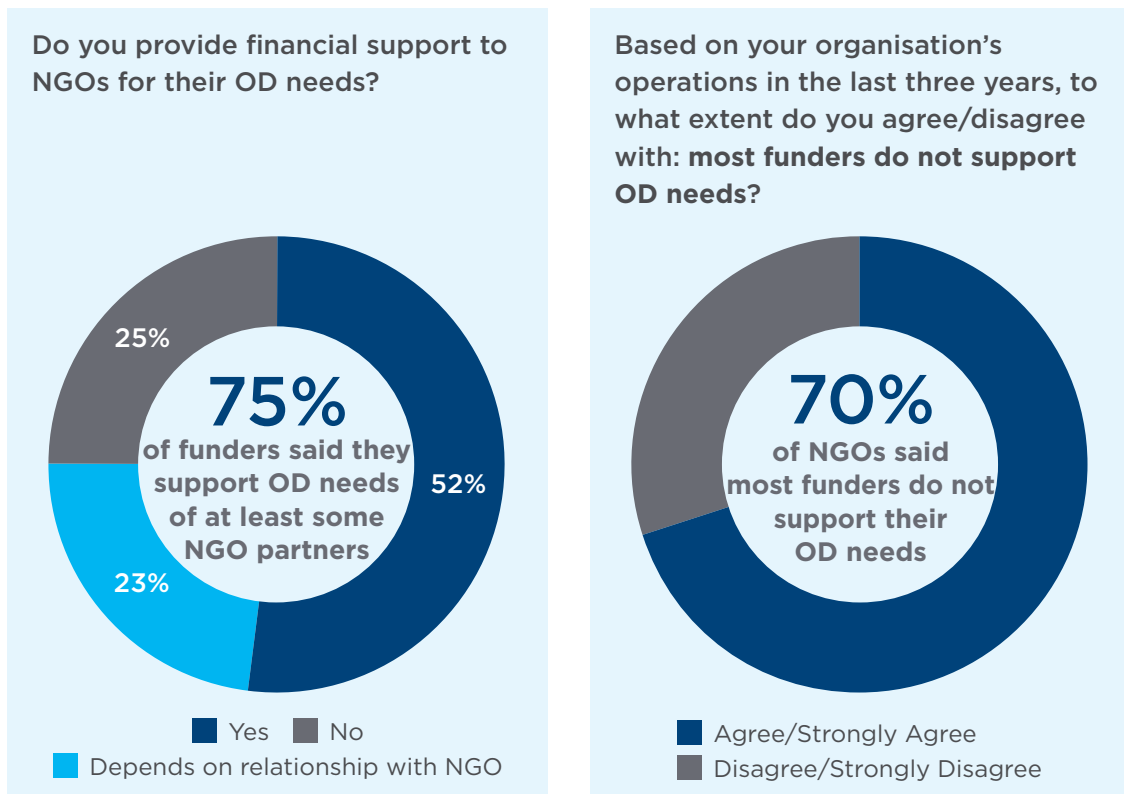 Do you provide financial support to
NGOs for their OD needs?
25%
75%
of funders said they
support OD needs
of at least some
NGO partners
52%
23%
Yes
No
Depends on relationship with NGO
Based on your organisation’s
operations in the last three years, to
what extent do you agree/disagree
with: most funders do not support
OD needs?
70%
of NGOs said
most funders do not
support their
OD needs
Agree/Strongly Agree
Disagree/Strongly Disagree